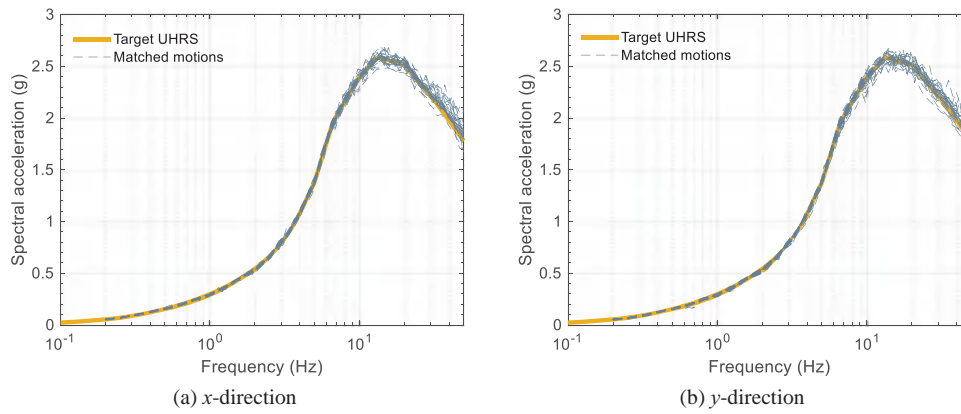 3
2.5
2
1.5
1
0.5
0
Spectral acceleration (g)
Target UHRS
Matched motions
10-1
100
101
Frequency (Hz)
(a) x-direction
3
2.5
2
1.5
1
0.5
0
Spectral acceleration (g)
Target UHRS
Matched motions
10-1
100
101
Frequency (Hz)
(b) y-direction